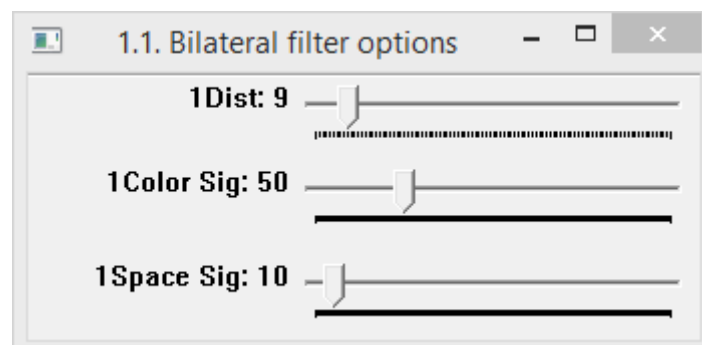 1.1. Bilateral filter options
1Dist: 9
1Color Sig: 50
1Space Sig: 10